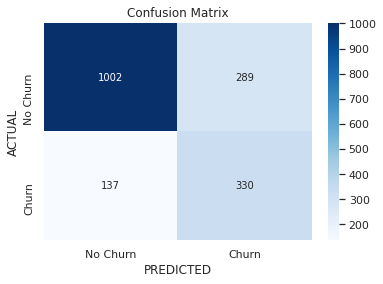 Confusion Matrix
ACTUAL
No Churn
Churn
1002
289
137
330
No Churn
Churn
PREDICTED
1000
900
800
700
600
500
400
300
200